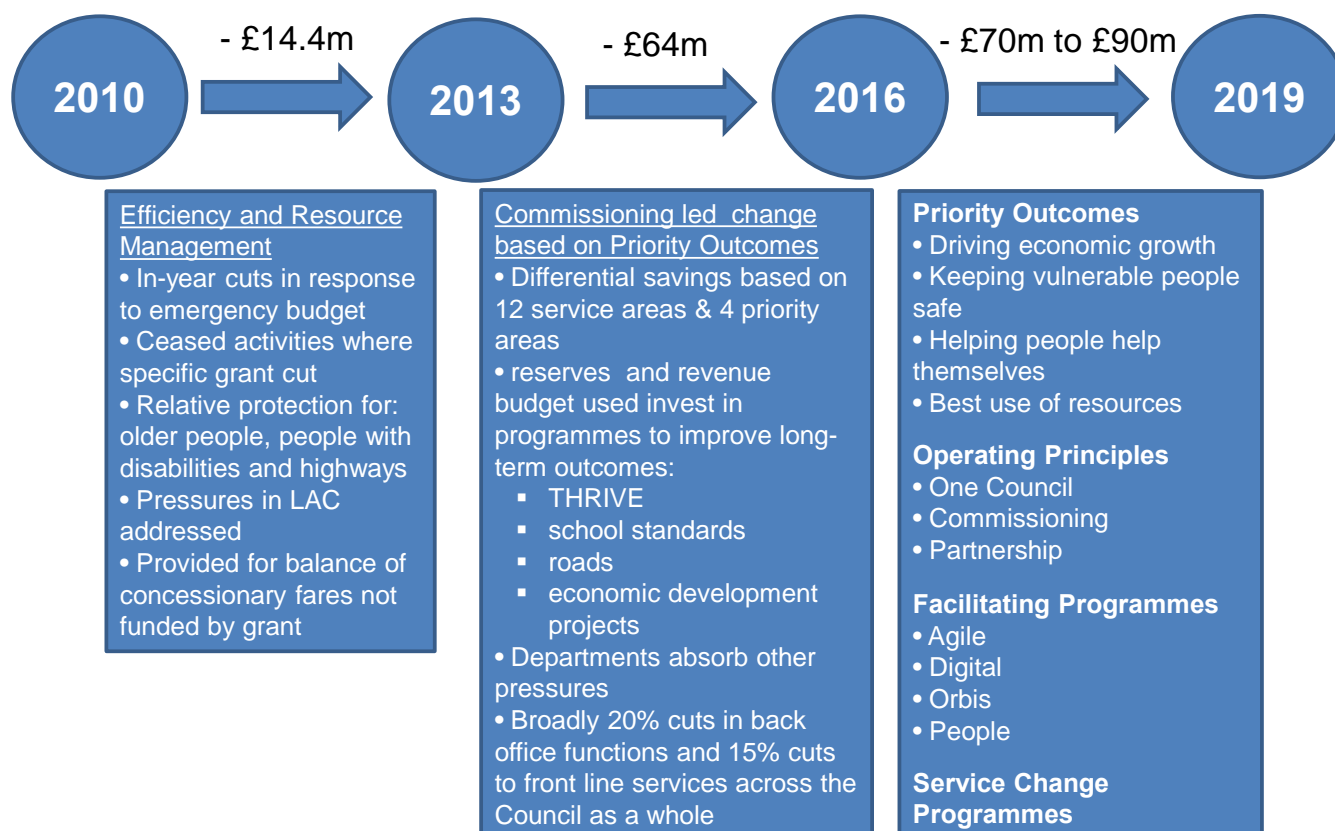 - £14.4m
- £64m
- £70m to £90m
2010
2013
2016
2019
Efficiency and Resource
Management
• In-year cuts in response
to emergency budget
• Ceased activities where
specific grant cut
• Relative protection for:
older people, people with
disabilities and highways
• Pressures in LAC
addressed
• Provided for balance of
concessionary fares not
funded by grant
Commissioning led change
based on Priority Outcomes
• Differential savings based on
12 service areas & 4 priority
areas
• reserves and revenue
budget used invest in
programmes to improve long-
term outcomes:
▪ THRIVE
▪ school standards
▪ roads
▪ economic development
projects
• Departments absorb other
pressures
• Broadly 20% cuts in back
office functions and 15% cuts
to front line services across the
Council as a whole
Priority Outcomes
• Driving economic growth
• Keeping vulnerable people
safe
• Helping people help
themselves
• Best use of resources
Operating Principles
• One Council
• Commissioning
• Partnership
Facilitating Programmes
• Agile
• Digital
• Orbis
• People
Service Change
Programmes